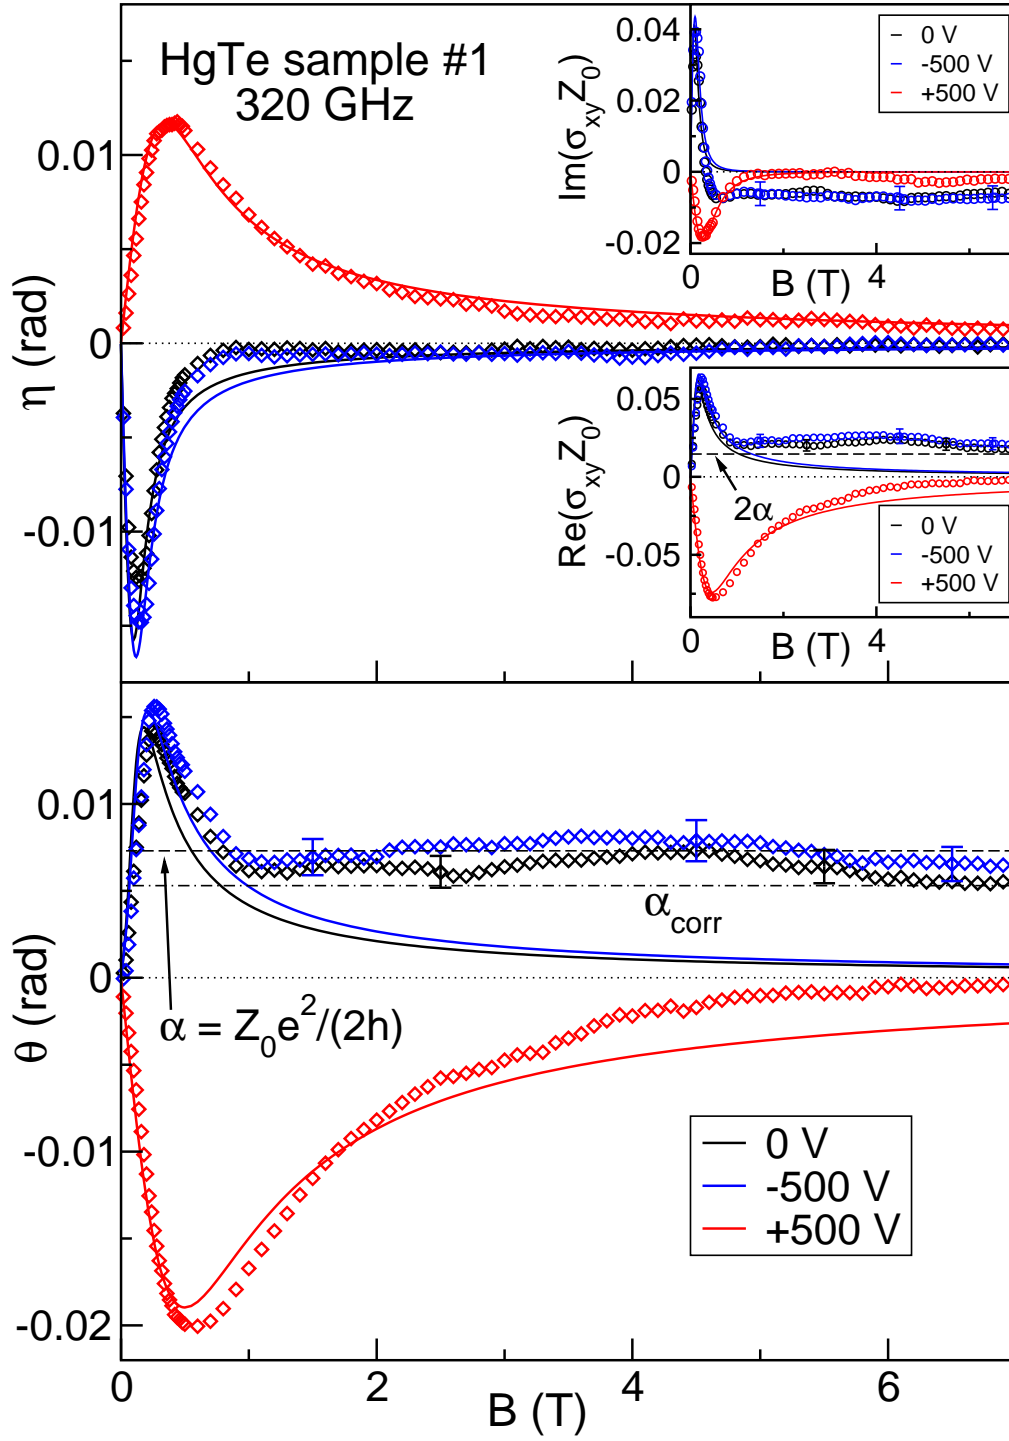 HgTe sample #1
320 GHz
η (rad)
0.01
0
-0.01
Im(σxyZ0)
0.04
0.02
0
-0.02
0 V
-500 V
+500 V
0
4
B (T)
Re(σxyZ0)
0.05
0
-0.05
2α
0 V
-500 V
+500 V
0
4
B (T)
θ (rad)
0.01
0
-0.01
-0.02
αcorr
α = Z0e²/(2h)
0 V
-500 V
+500 V
0
2
4
6
B (T)